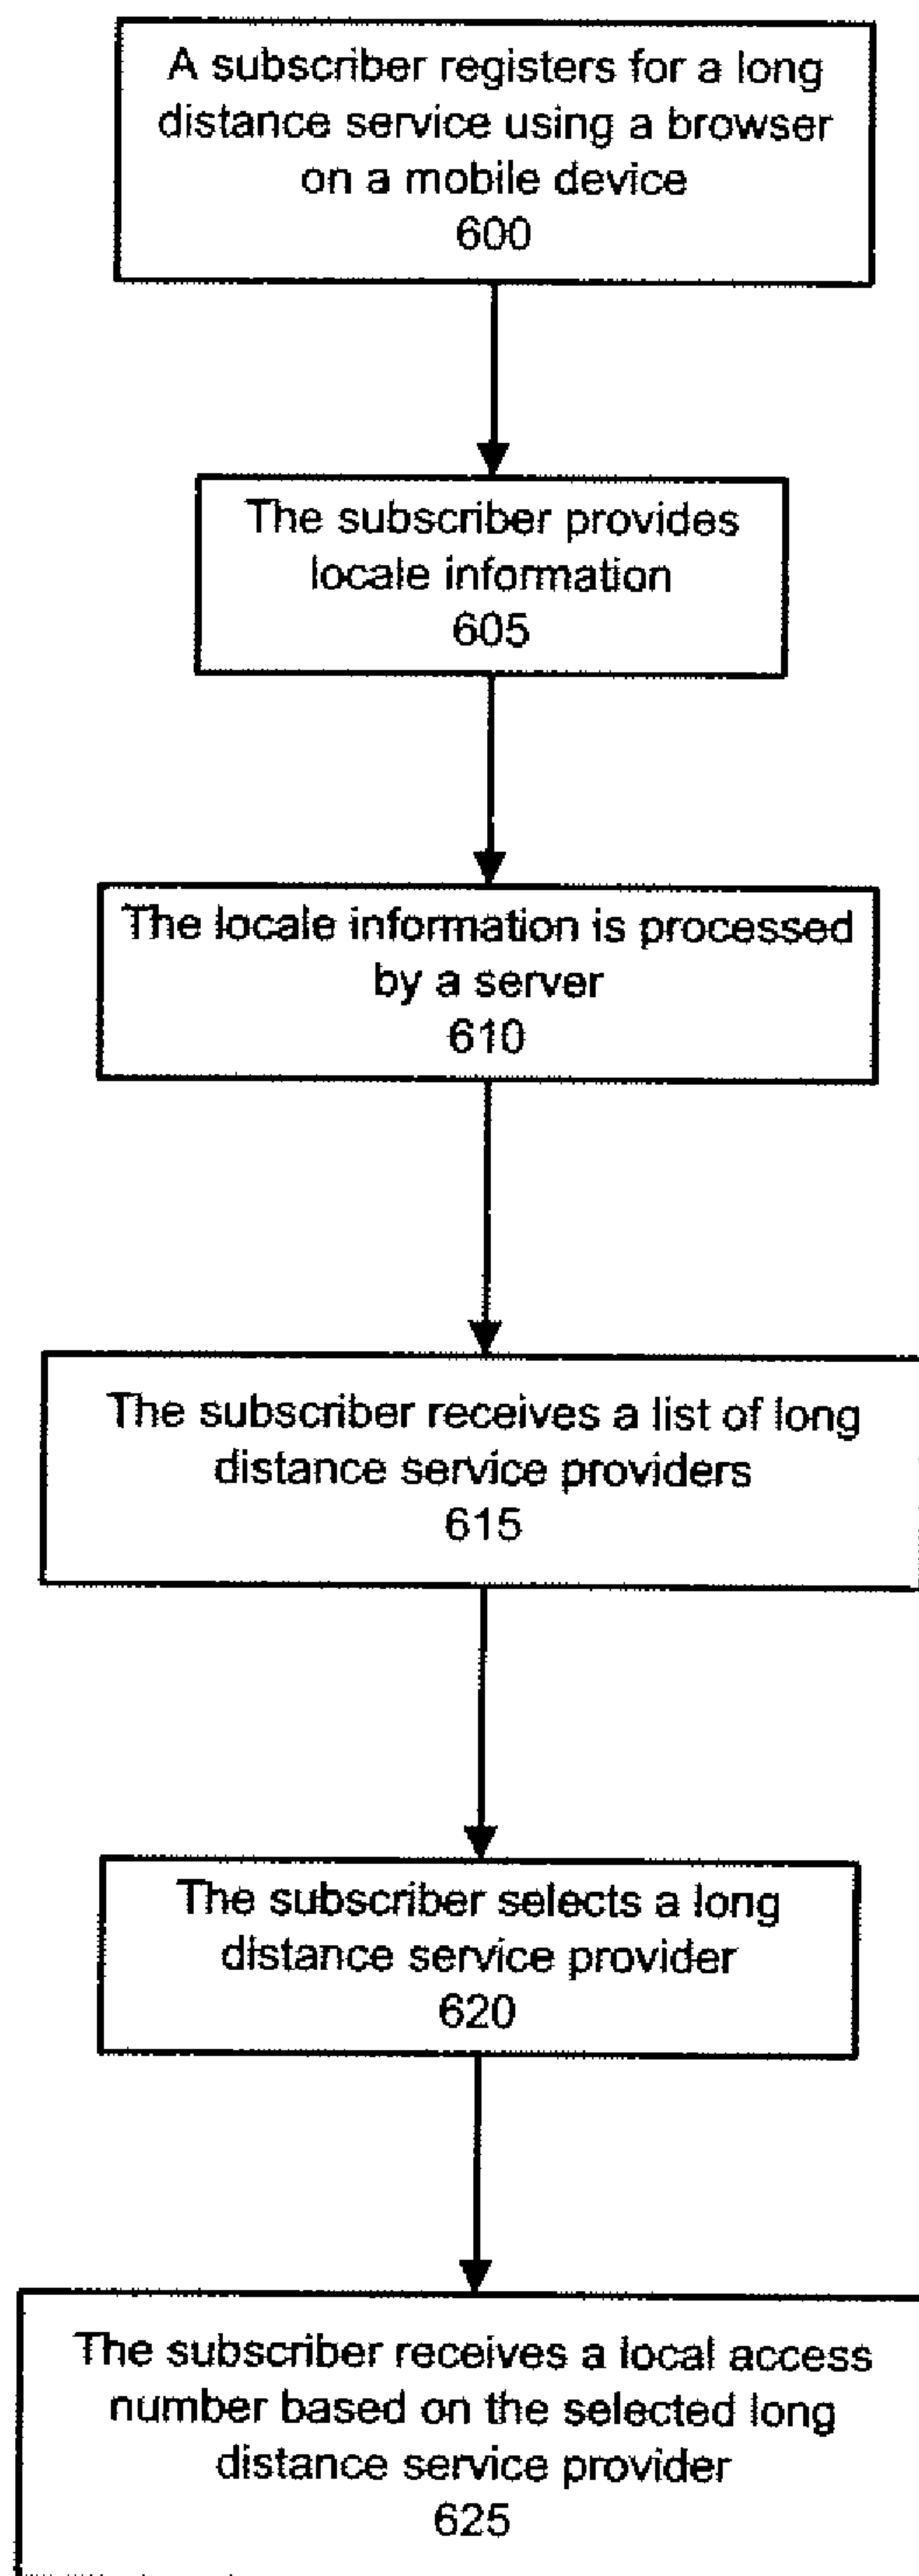 A subscriber registers for a long
distance service using a browser
on a mobile device
600
The subscriber provides
locale information
605
The locale information is processed
by a server
610
The subscriber receives a list of long
distance service providers
615
The subscriber selects a long
distance service provider
620
The subscriber receives a local access
number based on the selected long
distance service provider
625